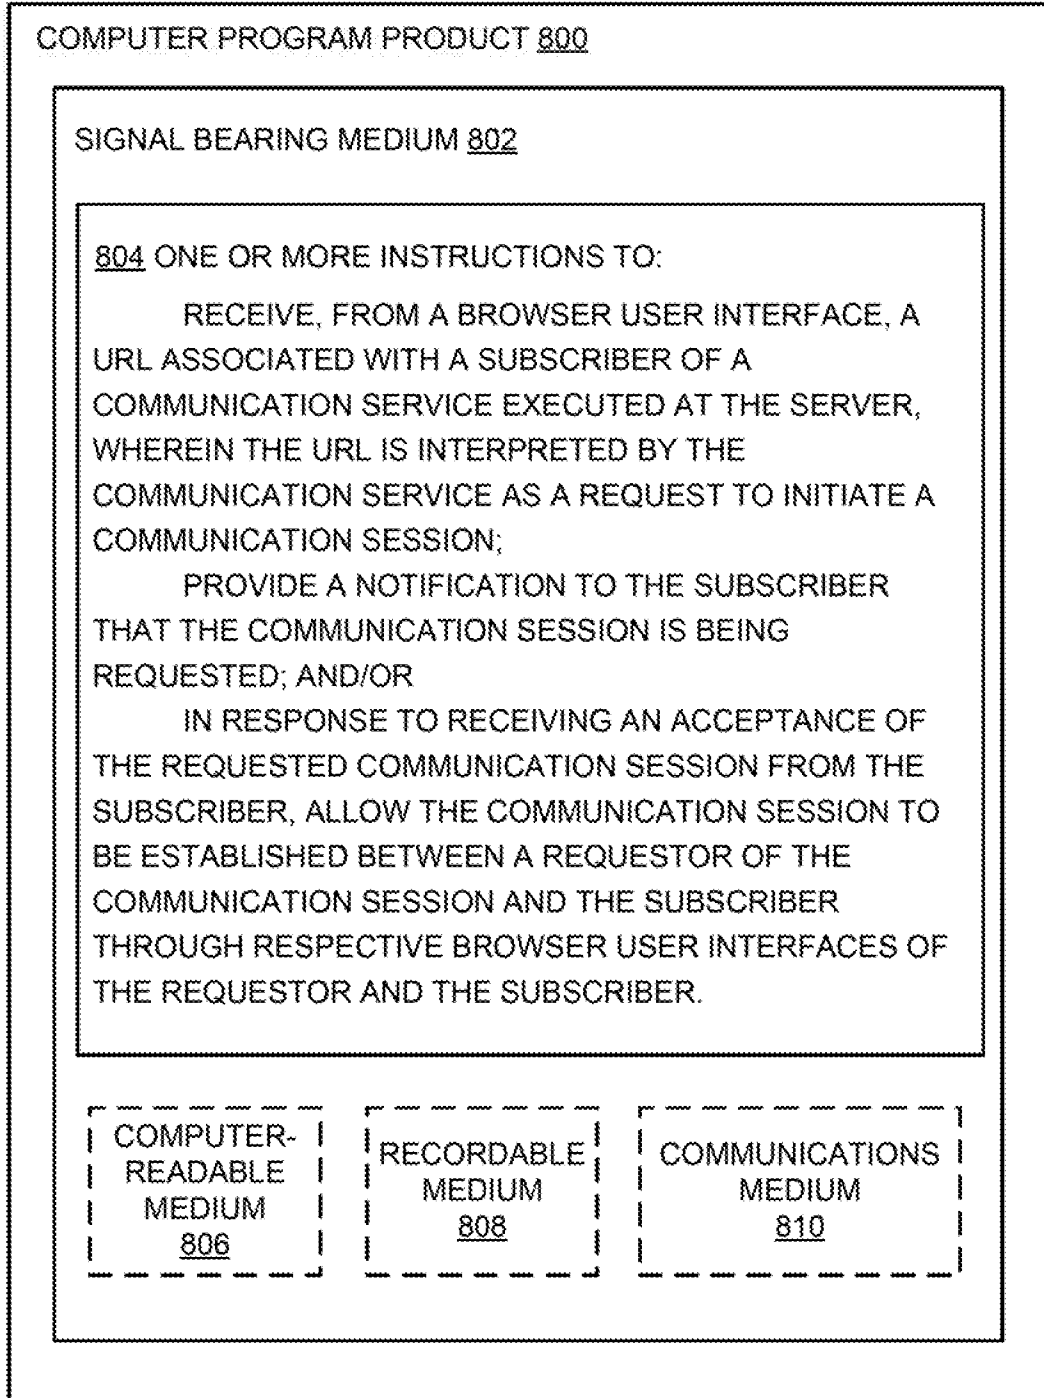 COMPUTER PROGRAM PRODUCT 800
SIGNAL BEARING MEDIUM 802
804 ONE OR MORE INSTRUCTIONS TO:
RECEIVE, FROM A BROWSER USER INTERFACE, A
URL ASSOCIATED WITH A SUBSCRIBER OF A
COMMUNICATION SERVICE EXECUTED AT THE SERVER,
WHEREIN THE URL IS INTERPRETED BY THE
COMMUNICATION SERVICE AS A REQUEST TO INITIATE A
COMMUNICATION SESSION;
PROVIDE A NOTIFICATION TO THE SUBSCRIBER
THAT THE COMMUNICATION SESSION IS BEING
REQUESTED; AND/OR
IN RESPONSE TO RECEIVING AN ACCEPTANCE OF
THE REQUESTED COMMUNICATION SESSION FROM THE
SUBSCRIBER, ALLOW THE COMMUNICATION SESSION TO
BE ESTABLISHED BETWEEN A REQUESTOR OF THE
COMMUNICATION SESSION AND THE SUBSCRIBER
THROUGH RESPECTIVE BROWSER USER INTERFACES OF
THE REQUESTOR AND THE SUBSCRIBER.
COMPUTER-
READABLE
MEDIUM
806
RECORDABLE
MEDIUM
808
COMMUNICATIONS
MEDIUM
810